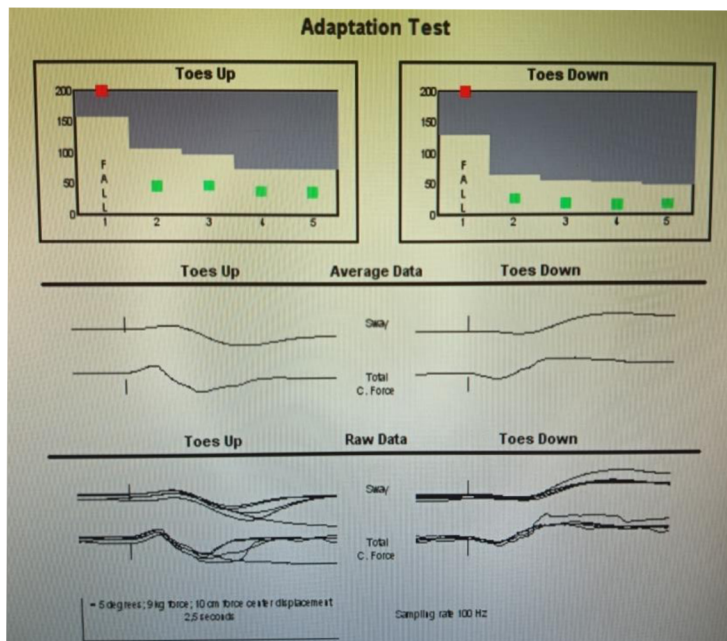 Adaptation Test
Toes Up
Toes Down
200
150
100
50
0
FALL
1 2 3 4 5
200
150
100
50
0
FALL
1 2 3 4 5
Toes Up Average Data Toes Down
Sway
Total
C. Force
Toes Up Raw Data Toes Down
Sway
Total
C. Force
= 5 degrees; 9 kg force; 10 cm force center displacement
2.5 seconds
Sampling rate 100 Hz